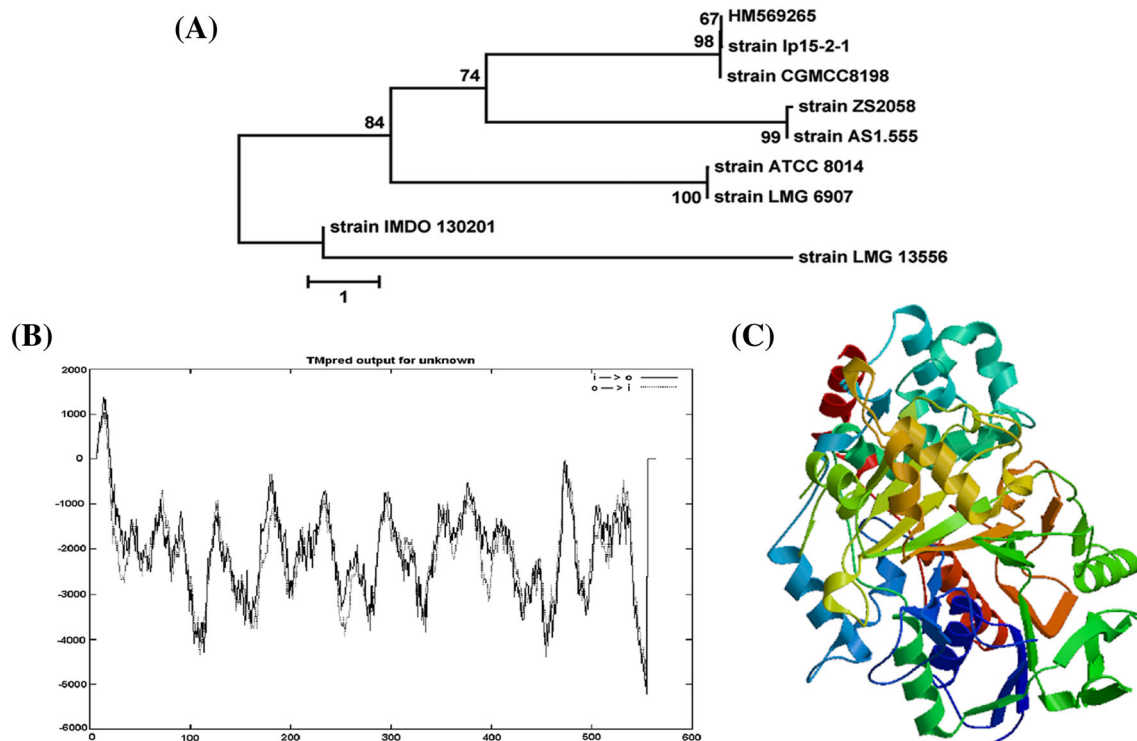 (A)
67
HM569265
98
strain Ip15-2-1
strain CGMCC8198
74
strain ZS2058
84
99
strain AS1.555
strain ATCC 8014
100
strain LMG 6907
strain IMDO 130201
strain LMG 13556
1
(B)
TMpred output for unknown
i — > o
o — > i
2000
1000
0
-1000
-2000
-3000
-4000
-5000
-6000
0 100 200 300 400 500 600
(C)